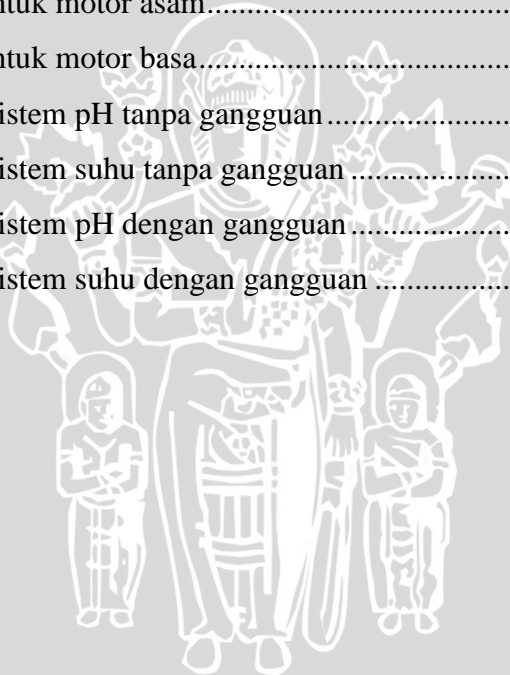 ntuk motor asam....................................
ntuk motor basa.....................................
istem pH tanpa gangguan.....................
istem suhu tanpa gangguan...................
istem pH dengan gangguan..................
istem suhu dengan gangguan................